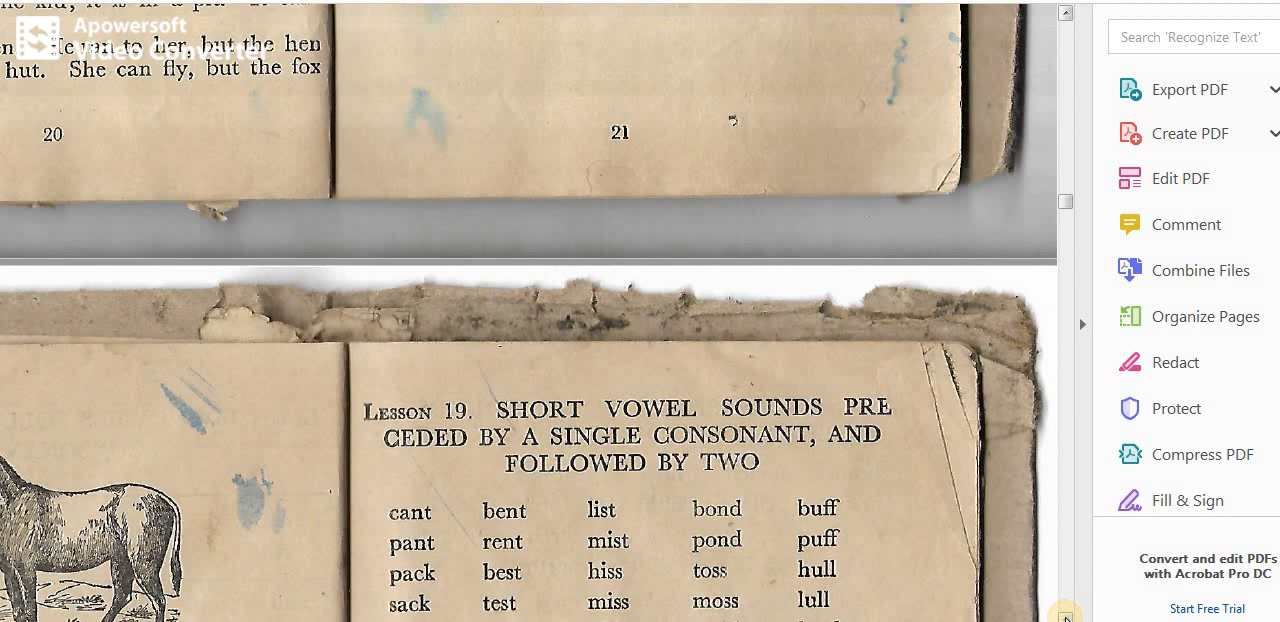 Apowersoft
Video Converter
He ran to her, but the hen
hut. She can fly, but the fox
20
21
LESSON 19. SHORT VOWEL SOUNDS PRE
CEDED BY A SINGLE CONSONANT, AND
FOLLOWED BY TWO
cant bent list bond buff
pant rent mist pond puff
pack best hiss toss hull
sack test miss moss lull
Search 'Recognize Text'
Export PDF
Create PDF
Edit PDF
Comment
Combine Files
Organize Pages
Redact
Protect
Compress PDF
Fill & Sign
Convert and edit PDFs
with Acrobat Pro DC
Start Free Trial